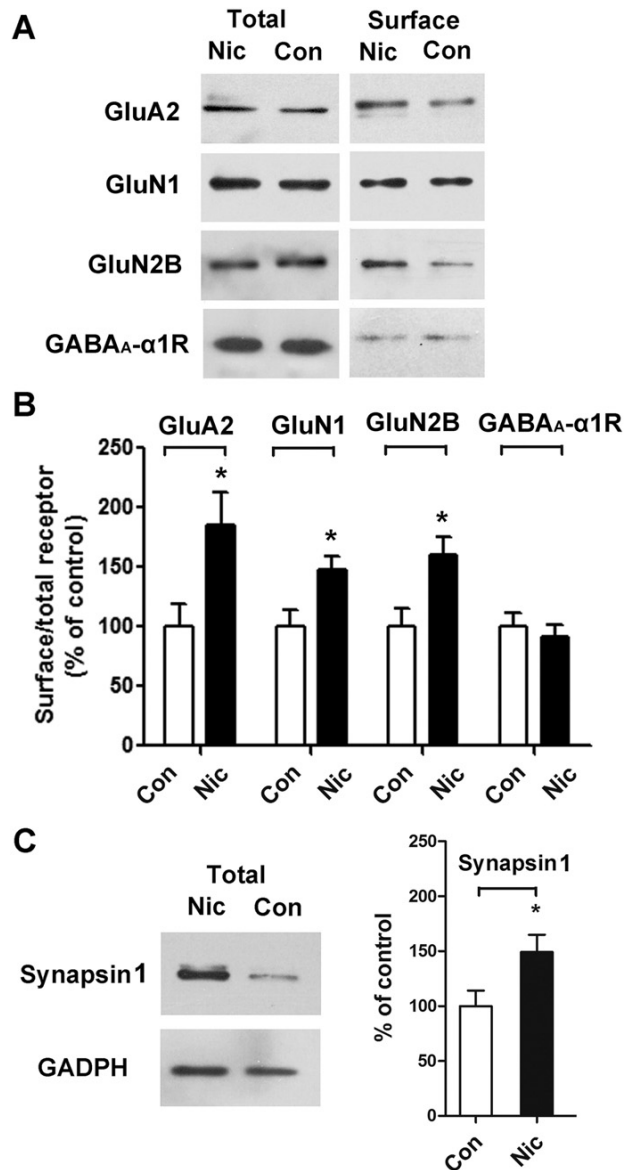 A
Total Surface
Nic Con Nic Con
GluA2
GluN1
GluN2B
GABAA-α1R
B
GluA2 GluN1 GluN2B GABAA-α1R
Surface/total receptor
(% of control)
250
200
150
100
50
0
* * *
Con Nic Con Nic Con Nic Con Nic
C
Total
Nic Con
Synapsin1
GADPH
% of control
250
200
150
100
50
0
Synapsin1
*
Con Nic